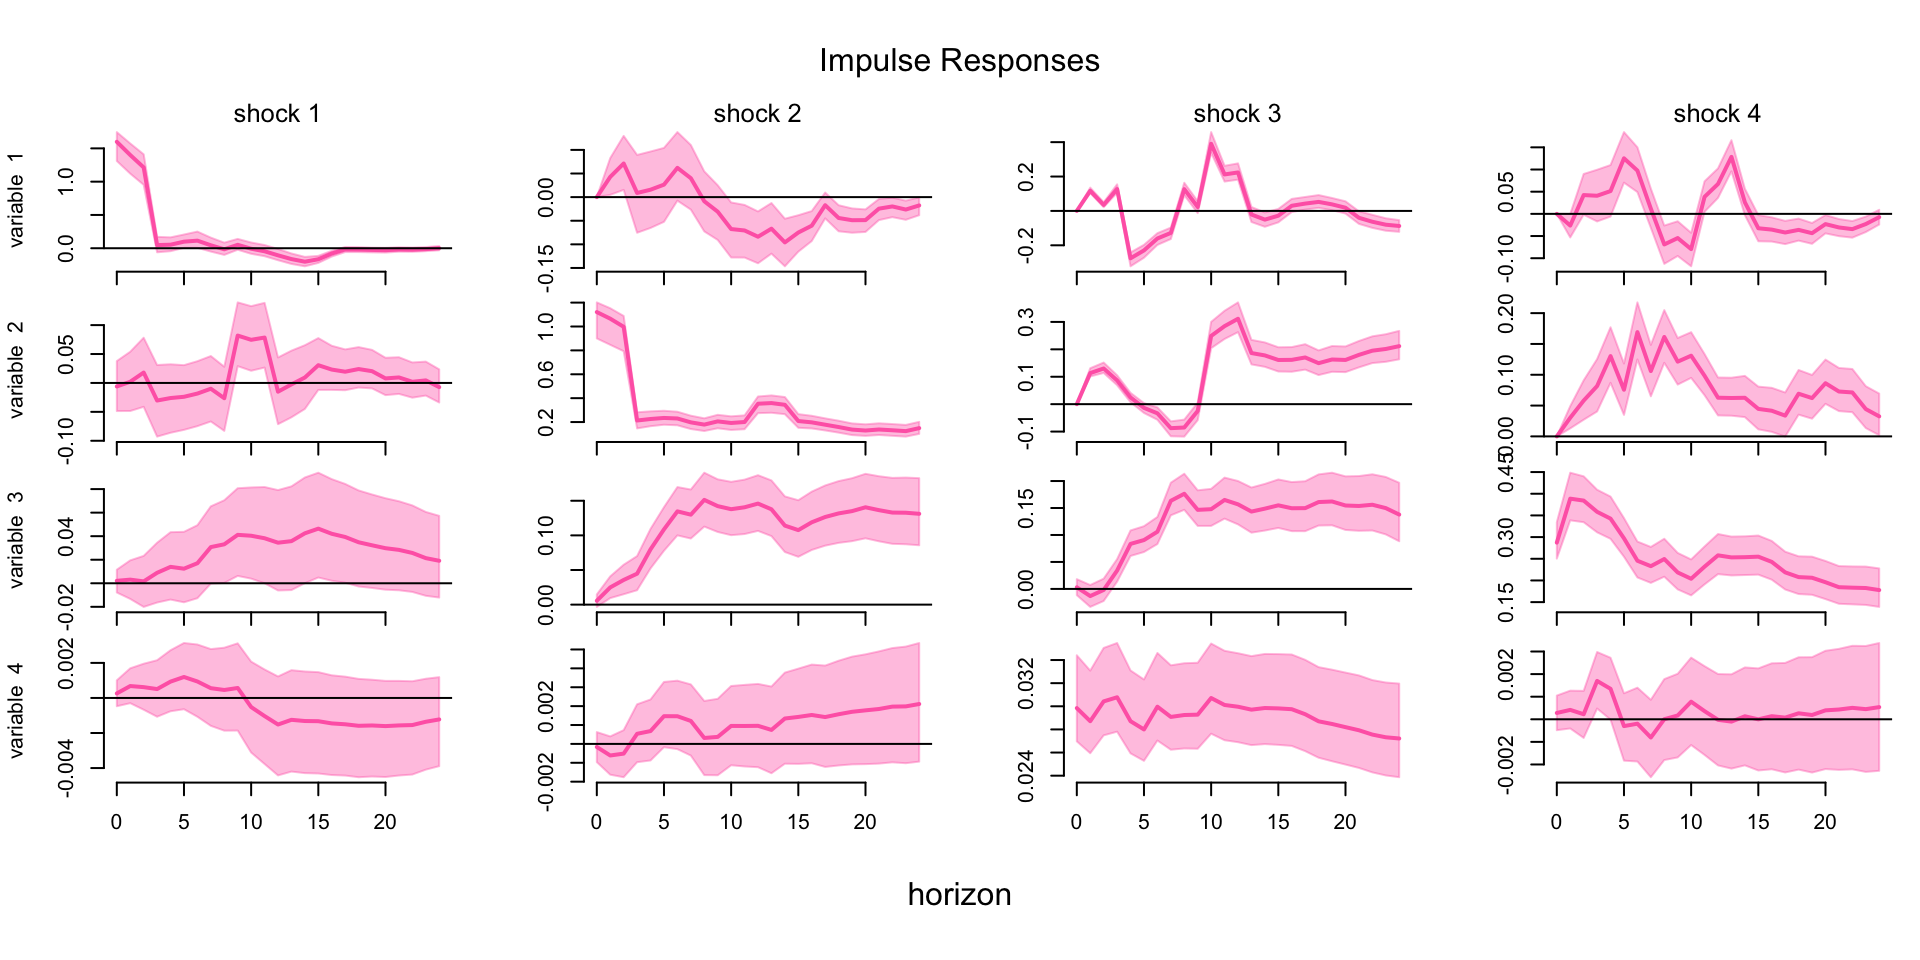 Impulse Responses
shock 1 shock 2 shock 3 shock 4
variable 1
0.0 1.0
-0.15 0.00
-0.2 0.2
-0.10 0.05
variable 2
-0.10 0.05
0.2 0.6 1.0
-0.1 0.1 0.3
0.00 0.10 0.20
variable 3
-0.02 0.04
0.00 0.10
0.00 0.15
0.15 0.30 0.45
variable 4
-0.004 0.002
-0.002 0.002
0.024 0.032
-0.002 0.002
0 5 10 15 20
0 5 10 15 20
0 5 10 15 20
0 5 10 15 20
horizon